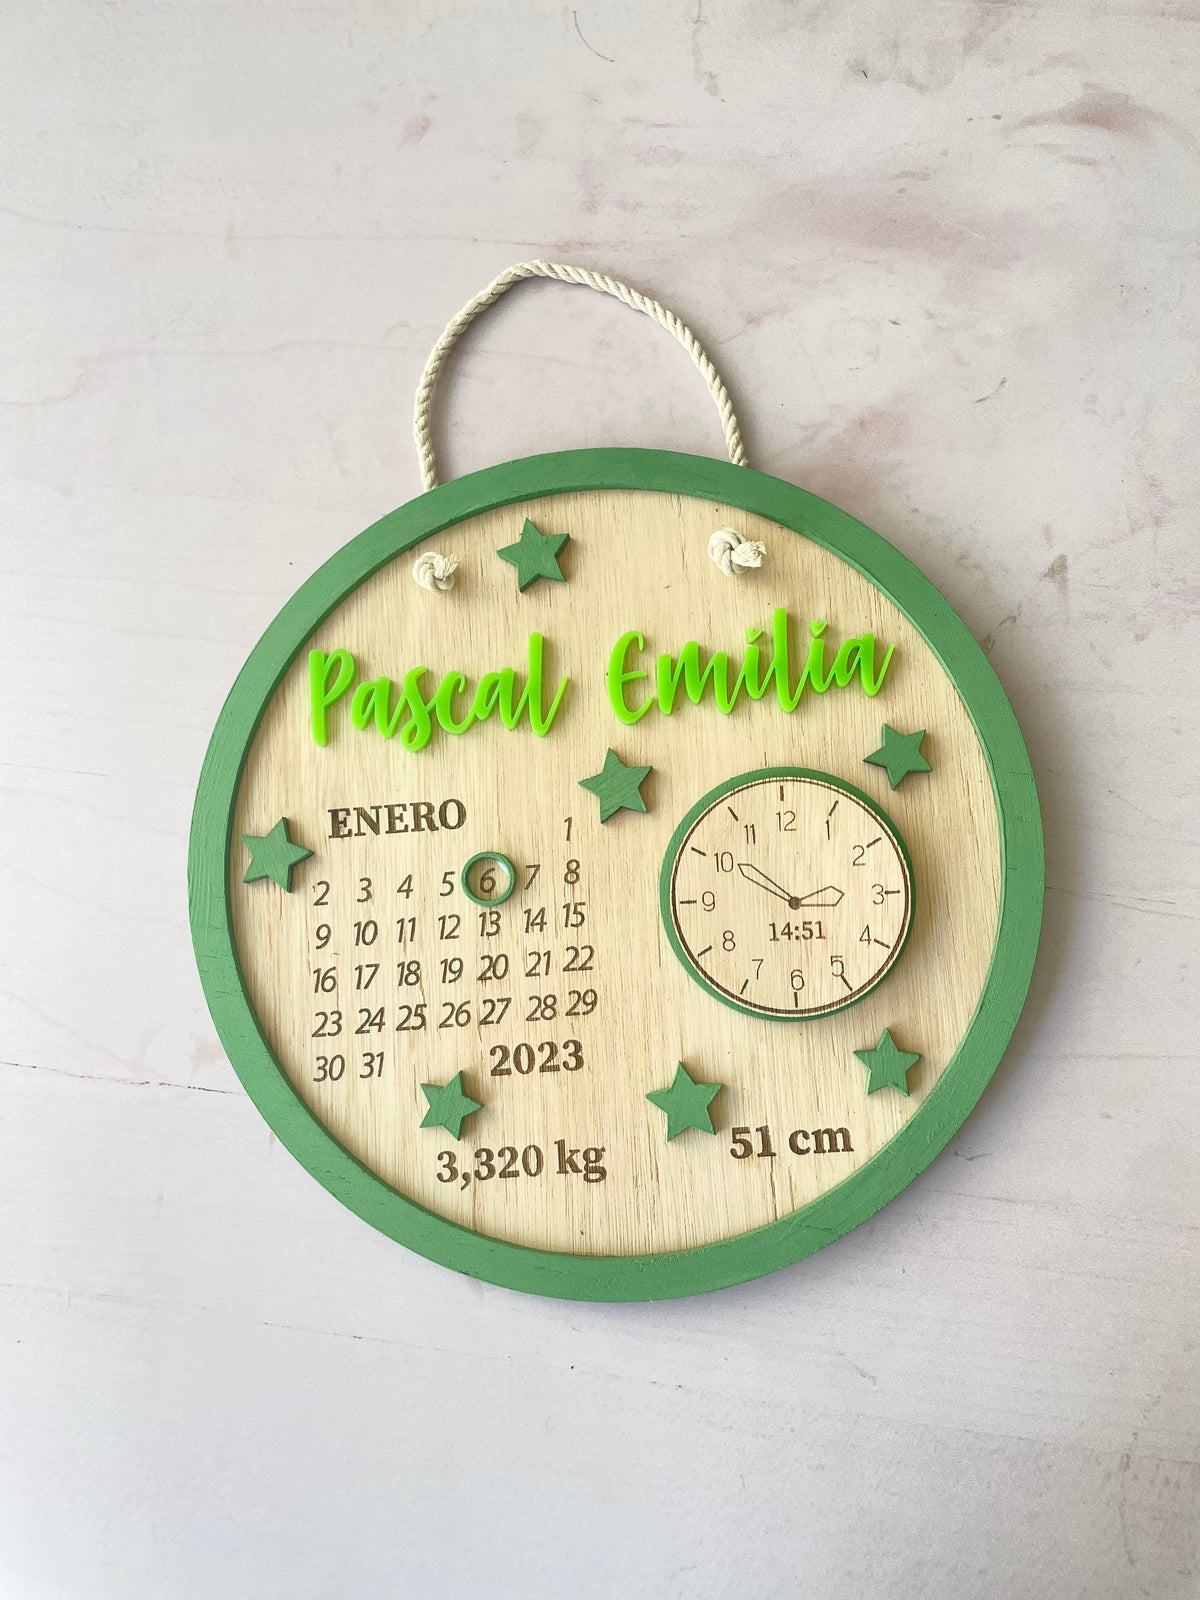 Pascal Emilia
ENERO
1
2 3 4 5 6 7 8
9 10 11 12 13 14 15
16 17 18 19 20 21 22
23 24 25 26 27 28 29
30 31
2023
12
11 1
10 2
9 3
14:51
8 4
7 5
6
3,320 kg
51 cm